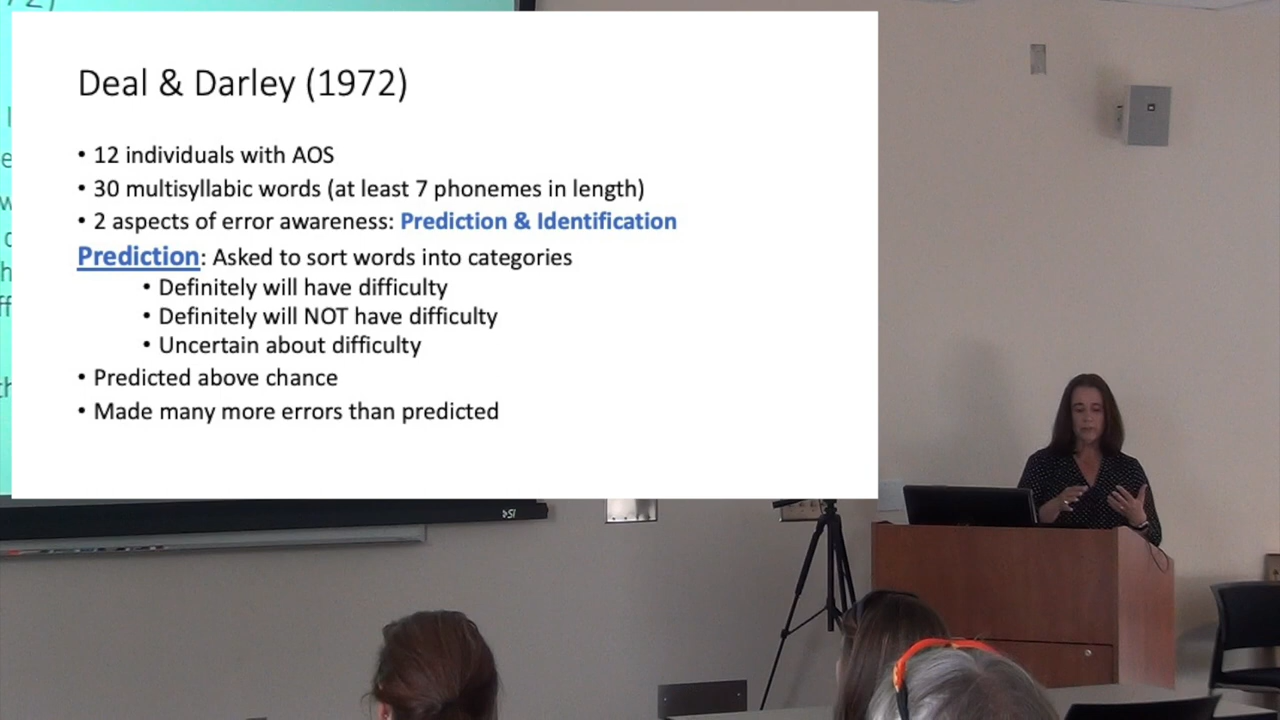 Deal & Darley (1972)
• 12 individuals with AOS
• 30 multisyllabic words (at least 7 phonemes in length)
• 2 aspects of error awareness: Prediction & Identification
Prediction: Asked to sort words into categories
• Definitely will have difficulty
• Definitely will NOT have difficulty
• Uncertain about difficulty
• Predicted above chance
• Made many more errors than predicted